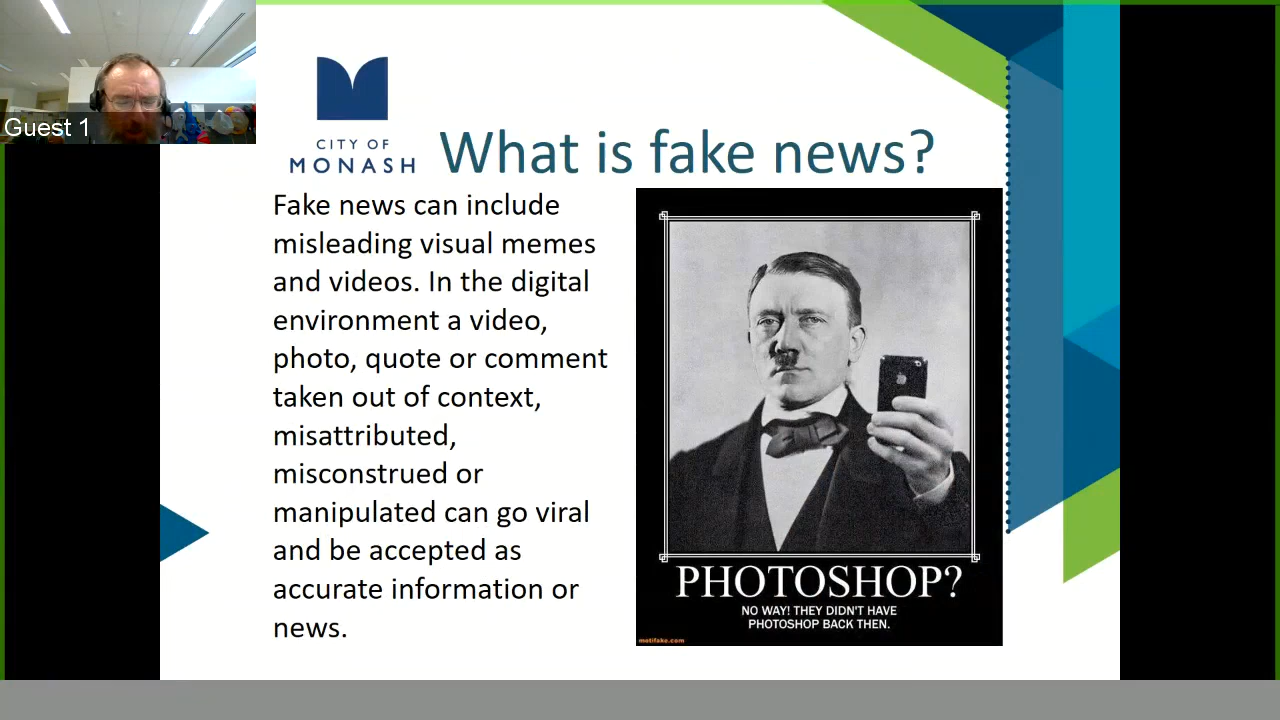 Guest 1
CITY OF
MONASH
What is fake news?
Fake news can include
misleading visual memes
and videos. In the digital
environment a video,
photo, quote or comment
taken out of context,
misattributed,
misconstrued or
manipulated can go viral
and be accepted as
accurate information or
news.
PHOTOSHOP?
NO WAY! THEY DIDN'T HAVE
PHOTOSHOP BACK THEN.
motifake.com